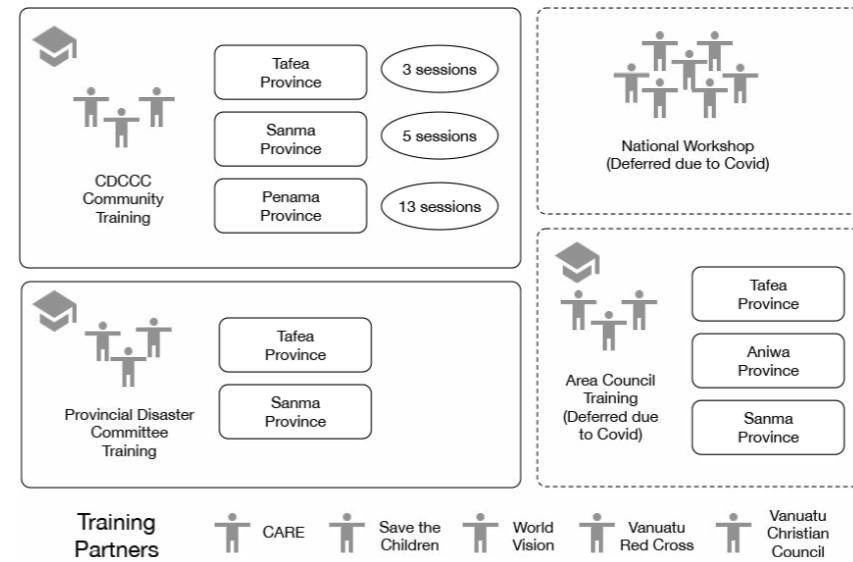 Tafea
Province
3 sessions
Sanma
Province
5 sessions
Penama
Province
13 sessions
CDCCC
Community
Training
National Workshop
(Deferred due to Covid)
Tafea
Province
Sanma
Province
Provincial Disaster
Committee
Training
Tafea
Province
Aniwa
Province
Sanma
Province
Area Council
Training
(Deferred due
to Covid)
Training
Partners
CARE
Save the
Children
World
Vision
Vanuatu
Red Cross
Vanuatu
Christian
Council